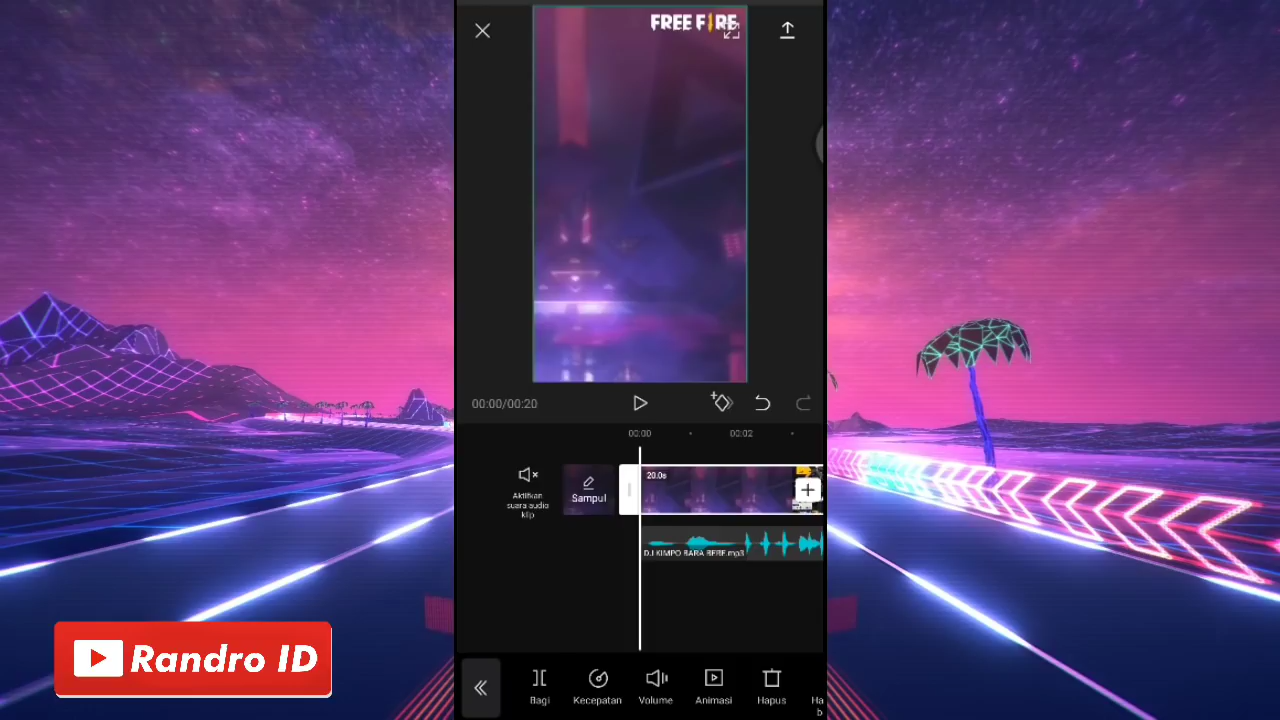 FREE FIRE
00:00/00:20
00:00
00:02
Aktifkan
suara audio
klip
Sampul
20.0s
DJ KIMPO BARA BERE.mp3
Randro ID
Bagi
Kecepatan
Volume
Animasi
Hapus
Ha
b